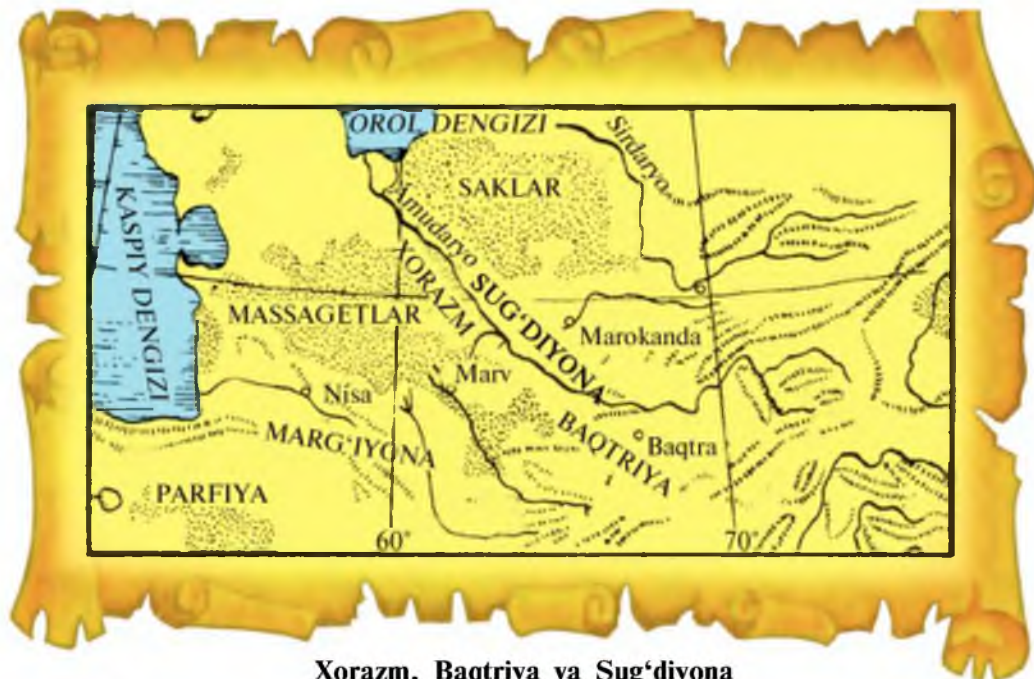 OROL DENGIZI
Sirdaryo
SAKLAR
KASPIY DENGIZI
Amudaryo
XORAZM
SUG‘DIYONA
MASSAGETLAR
Marokanda
Marv
Nisa
BAQTRIYA
Baqtra
MARG‘IYONA
PARFIYA
60°
70°
Xorazm, Baqtriya va Sug‘diyona